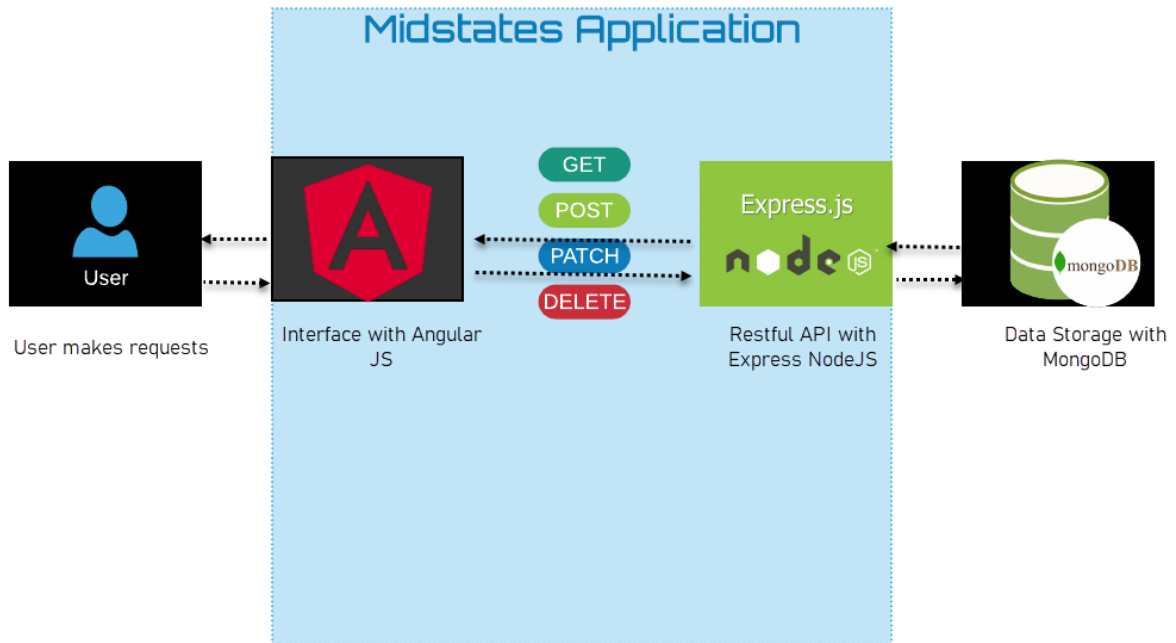 Midstates Application
GET
POST
PATCH
DELETE
User
A
Express.js
node JS
mongoDB
User makes requests
Interface with Angular
JS
Restful API with
Express NodeJS
Data Storage with
MongoDB